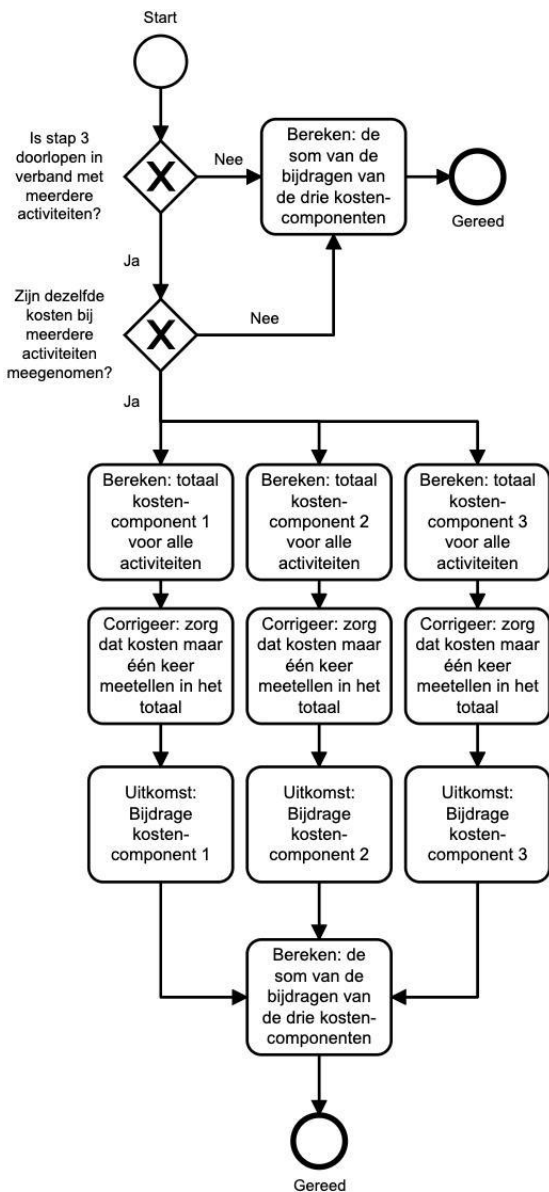 Start
Is stap 3
doorlopen in
verband met
meerdere
activiteiten?
Nee
Bereken: de
som van de
bijdragen van
de drie kosten-
componenten
Gereed
Ja
Zijn dezelfde
kosten bij
meerdere
activiteiten
meegenomen?
Nee
Ja
Bereken: totaal
kosten-
component 1
voor alle
activiteiten
Bereken: totaal
kosten-
component 2
voor alle
activiteiten
Bereken: totaal
kosten-
component 3
voor alle
activiteiten
Corrigeer: zorg
dat kosten maar
één keer
meetellen in het
totaal
Corrigeer: zorg
dat kosten maar
één keer
meetellen in het
totaal
Corrigeer: zorg
dat kosten maar
één keer
meetellen in het
totaal
Uitkomst:
Bijdrage
kosten-
component 1
Uitkomst:
Bijdrage
kosten-
component 2
Uitkomst:
Bijdrage
kosten-
component 3
Bereken: de
som van de
bijdragen van
de drie kosten-
componenten
Gereed